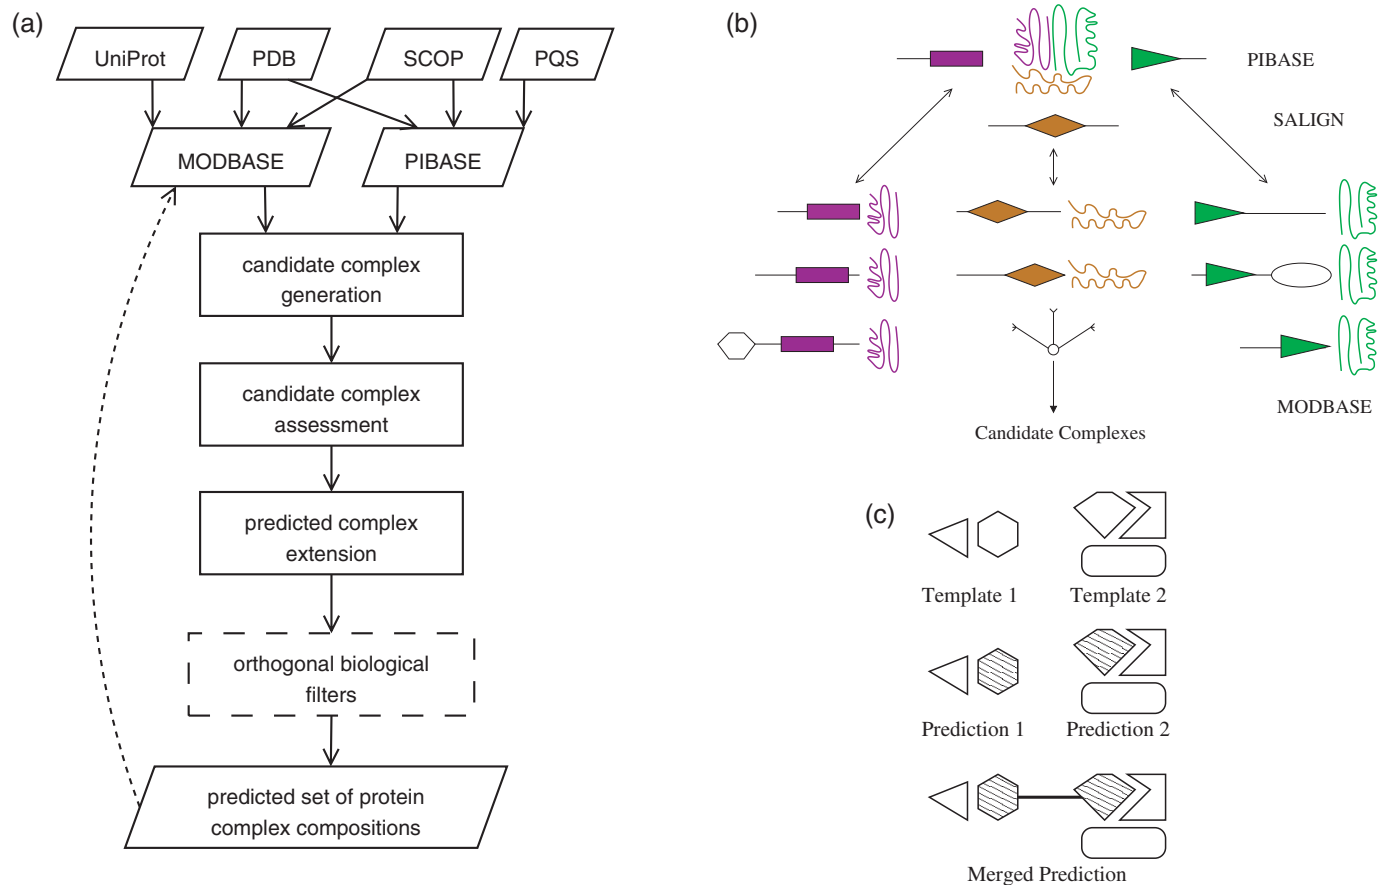 (a)
UniProt
PDB
SCOP
PQS
MODBASE
PIBASE
candidate complex
generation
candidate complex
assessment
predicted complex
extension
orthogonal biological
filters
predicted set of protein
complex compositions
(b)
PIBASE
SALIGN
MODBASE
Candidate Complexes
(c)
Template 1
Template 2
Prediction 1
Prediction 2
Merged Prediction